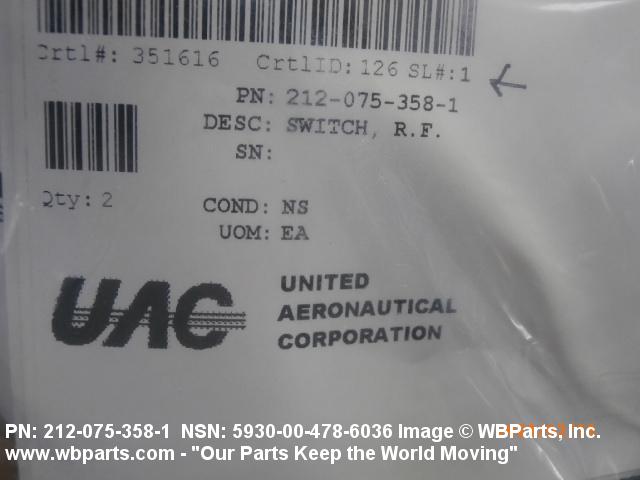 Crtl#: 351616 CrtlID: 126 SL#:1
PN: 212-075-358-1
DESC: SWITCH, R.F.
SN:
Qty: 2
COND: NS
UOM: EA
UAC
UNITED
AERONAUTICAL
CORPORATION
PN: 212-075-358-1 NSN: 5930-00-478-6036 Image © WBParts, Inc.
www.wbparts.com - "Our Parts Keep the World Moving"